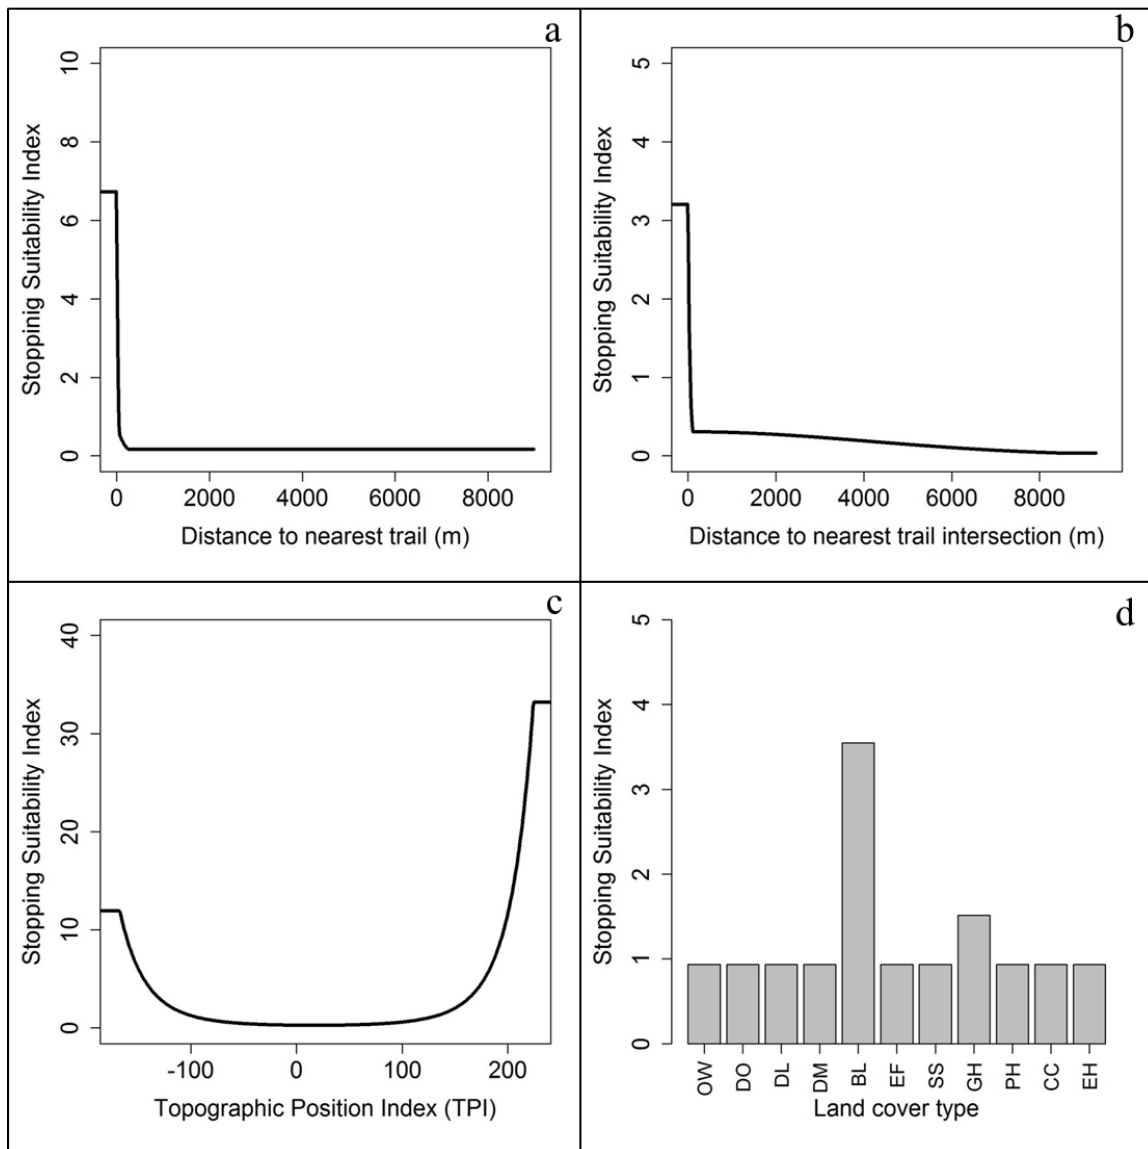 a
Stoppinig Suitability Index
10
8
6
4
2
0
0 2000 4000 6000 8000
Distance to nearest trail (m)
b
Stopping Suitability Index
5
4
3
2
1
0
0 2000 4000 6000 8000
Distance to nearest trail intersection (m)
c
Stopping Suitability Index
40
30
20
10
0
-100 0 100 200
Topographic Position Index (TPI)
d
Stopping Suitability Index
5
4
3
2
1
0
OW DO DL DM BL EF SS GH PH CC EH
Land cover type